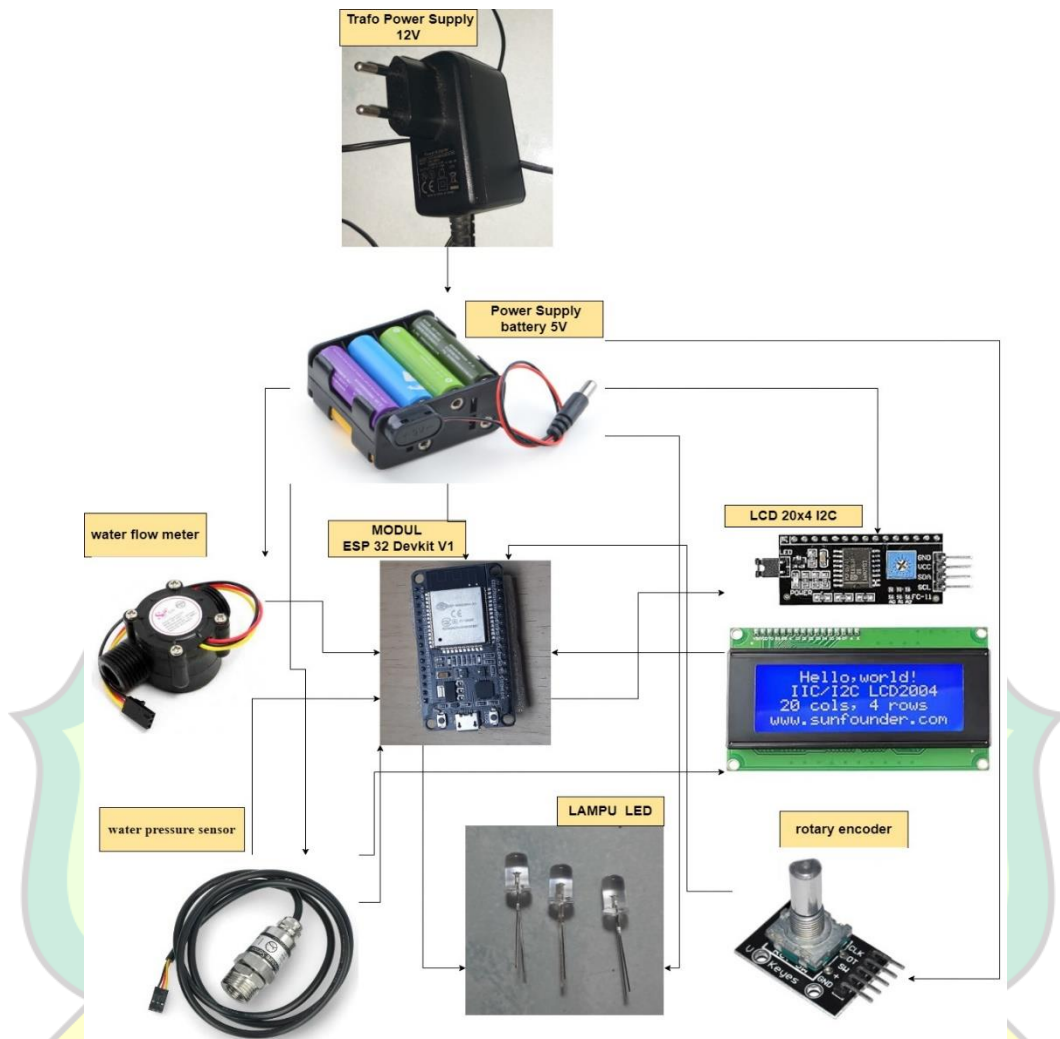 Trafo Power Supply
12V
Power Supply
battery 5V
water flow meter
MODUL
ESP 32 Devkit V1
LCD 20x4 I2C
LED
POWER
GND
VCC
SDA
SCL
Hello,world!
IIC/I2C LCD2004
20 cols, 4 rows
www.sunfounder.com
water pressure sensor
LAMPU LED
rotary encoder
CLK
DT
SW
+
GND
Keyes